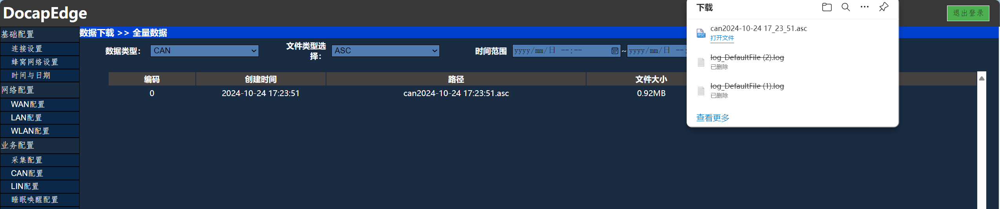 DocapEdge
退出登录
基础配置
连接设置
蜂窝网络设置
时间与日期
网络配置
WAN配置
LAN配置
WLAN配置
业务配置
采集配置
CAN配置
LIN配置
睡眠唤醒配置
数据下载 >> 全量数据
数据类型：
CAN
文件类型选
择：
ASC
时间范围
yyyy/mm/日 --:--
~
yyyy/mm/日 --:
编码 创建时间 路径 文件大小
0 2024-10-24 17:23:51 can2024-10-24 17:23:51.asc 0.92MB
下载
ASC
can2024-10-24 17_23_51.asc
打开文件
log_DefaultFile (2).log
已删除
log_DefaultFile (1).log
已删除
查看更多